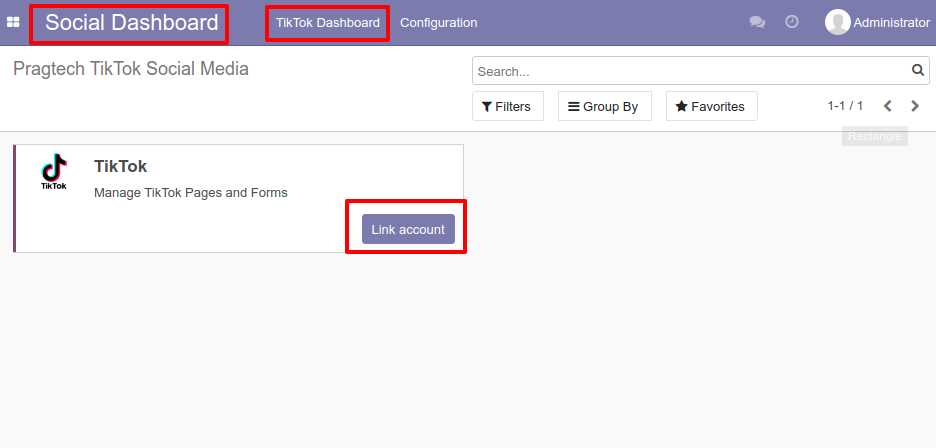 Social Dashboard TikTok Dashboard Configuration Administrator
Pragtech TikTok Social Media
Search...
Filters Group By Favorites 1-1 / 1
Rectangle
TikTok
TikTok
Manage TikTok Pages and Forms
Link account